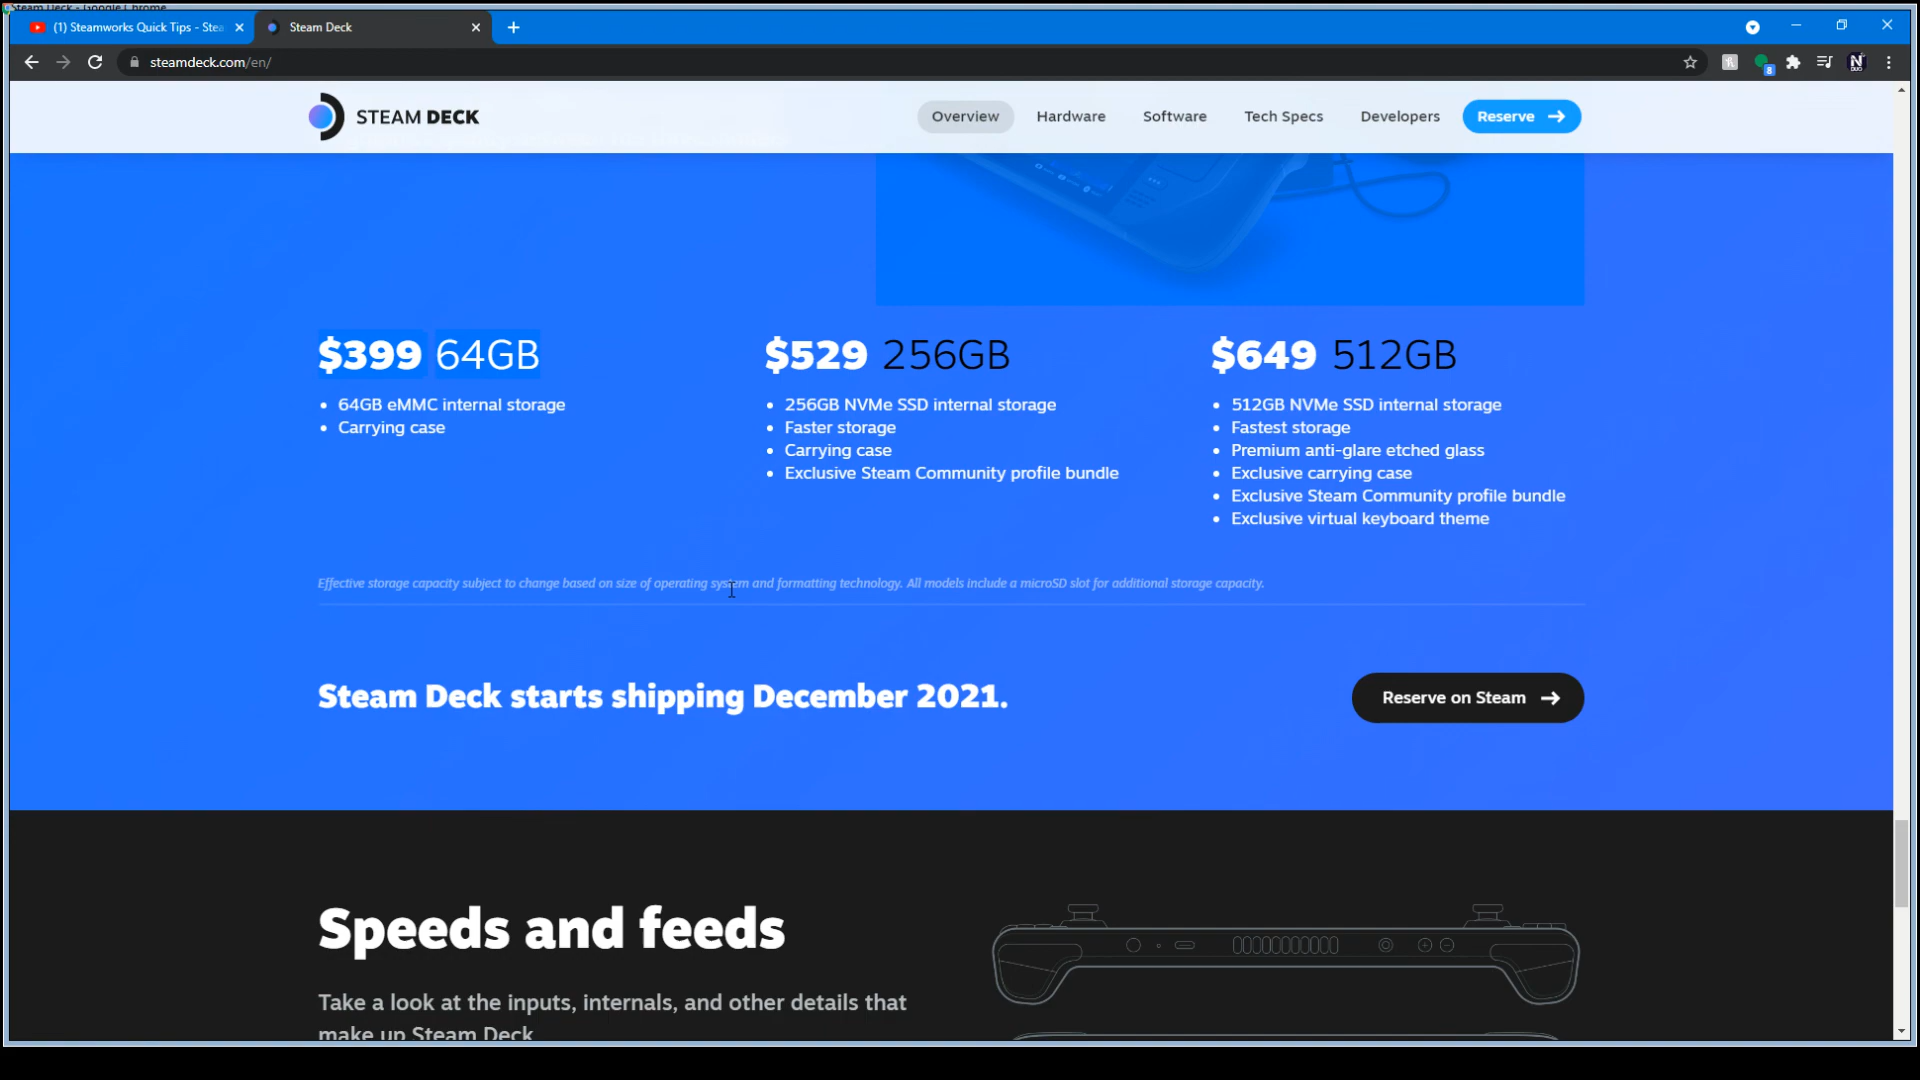 Steam Deck - Google Chrome
(1) Steamworks Quick Tips - Stea
Steam Deck
steamdeck.com/en/
8
STEAM DECK
Overview
Hardware
Software
Tech Specs
Developers
Reserve
$399 64GB
64GB eMMC internal storage
Carrying case
$529 256GB
256GB NVMe SSD internal storage
Faster storage
Carrying case
Exclusive Steam Community profile bundle
$649 512GB
512GB NVMe SSD internal storage
Fastest storage
Premium anti-glare etched glass
Exclusive carrying case
Exclusive Steam Community profile bundle
Exclusive virtual keyboard theme
Effective storage capacity subject to change based on size of operating system and formatting technology. All models include a microSD slot for additional storage capacity.
Steam Deck starts shipping December 2021.
Reserve on Steam
Speeds and feeds
Take a look at the inputs, internals, and other details that
make up Steam Deck